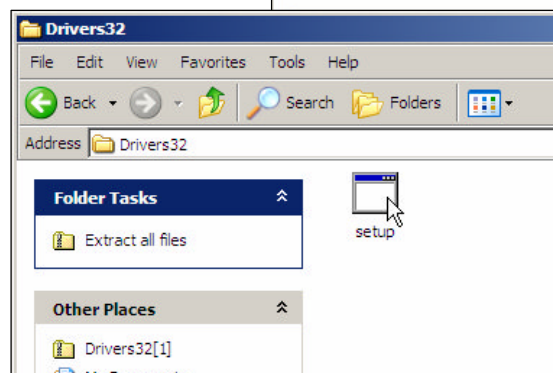 Drivers32
File Edit View Favorites Tools Help
Back Search Folders
Address Drivers32
Folder Tasks
Extract all files
setup
Other Places
Drivers32[1]